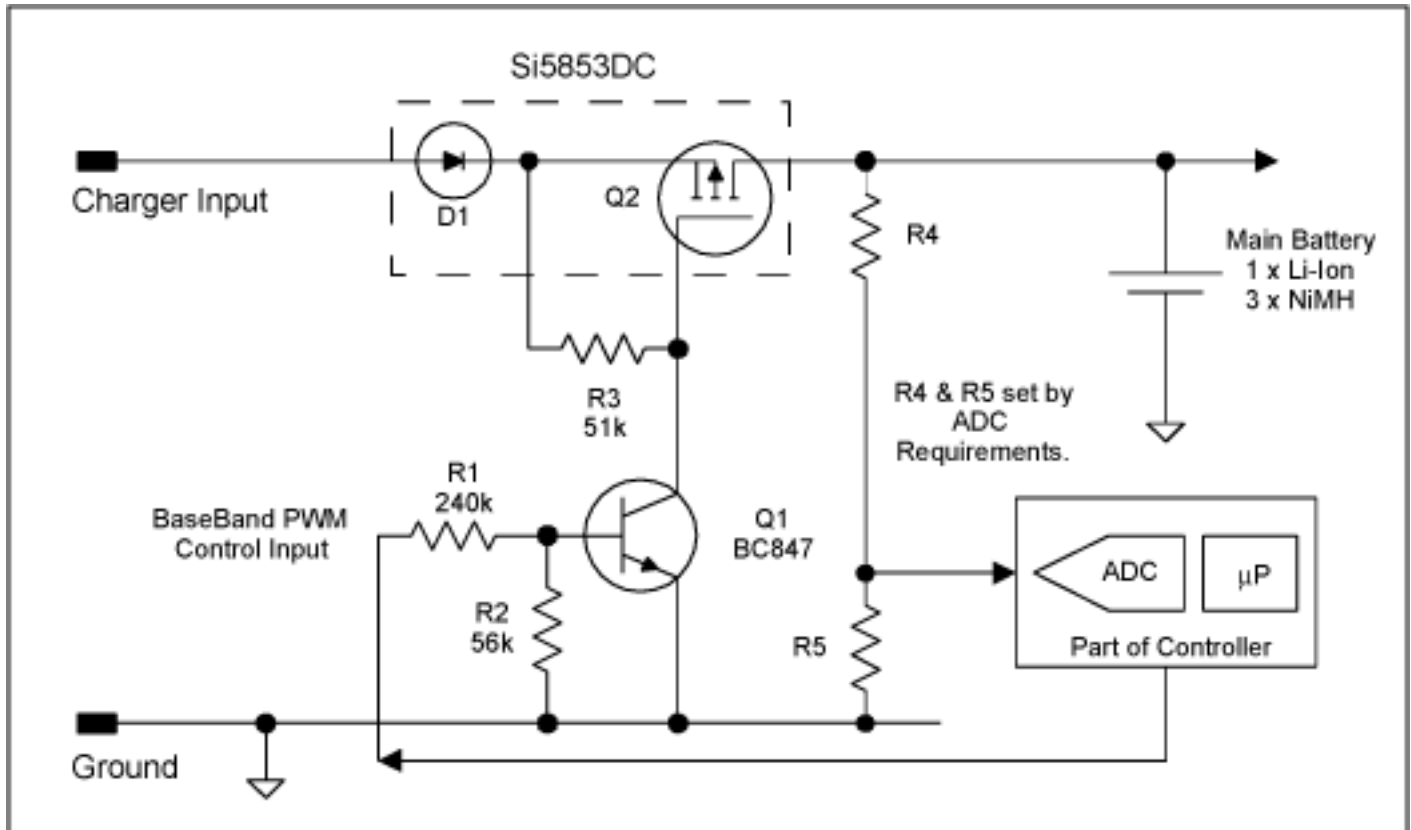 Si5853DC
Charger Input
D1
Q2
R4
Main Battery
1 x Li-Ion
3 x NiMH
R3
51k
R4 & R5 set by
ADC
Requirements.
R1
240k
BaseBand PWM
Control Input
Q1
BC847
ADC
µP
R2
56k
R5
Part of Controller
Ground